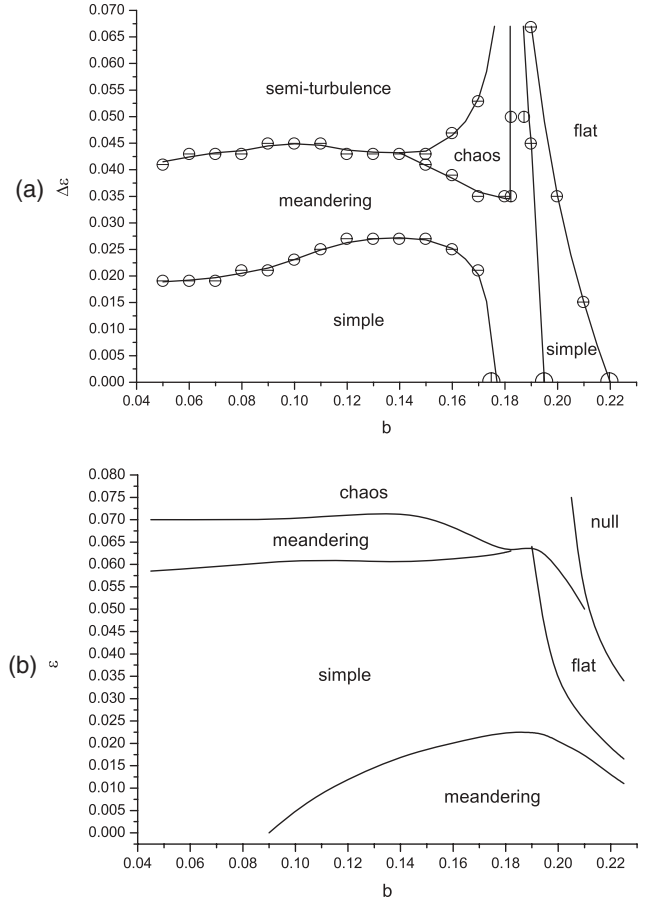 0.070
0.065
0.060
0.055
0.050
0.045
0.040
0.035
0.030
0.025
0.020
0.015
0.010
0.005
0.000
(a) Δε
semi-turbulence
flat
chaos
meandering
simple
simple
0.04 0.06 0.08 0.10 0.12 0.14 0.16 0.18 0.20 0.22
b
0.080
0.075
0.070
0.065
0.060
0.055
0.050
0.045
0.040
0.035
0.030
0.025
0.020
0.015
0.010
0.005
0.000
(b) ε
chaos
null
meandering
flat
simple
meandering
0.04 0.06 0.08 0.10 0.12 0.14 0.16 0.18 0.20 0.22
b